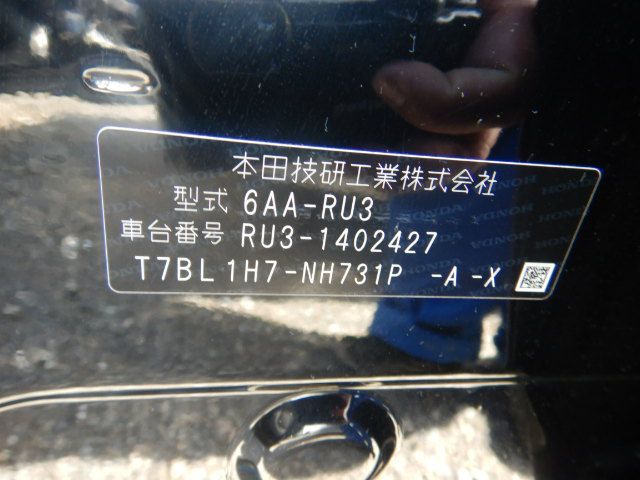 本田技研工業株式会社
型式 6AA-RU3
車台番号 RU3-1402427
T7BL1H7-NH731P -A -X